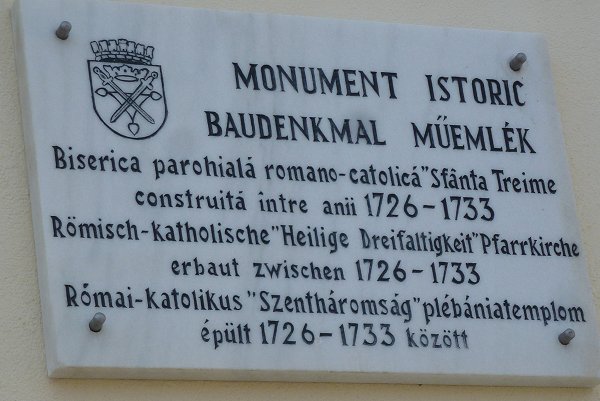 MONUMENT ISTORIC
BAUDENKMAL MŰEMLÉK
Biserica parohială romano-catolică "Sfânta Treime
construită între anii 1726-1733
Römisch-katholische "Heilige Dreifaltigkeit" Pfarrkirche
erbaut zwischen 1726-1733
Római-katolikus "Szentháromság" plébániatemplom
épült 1726-1733 között